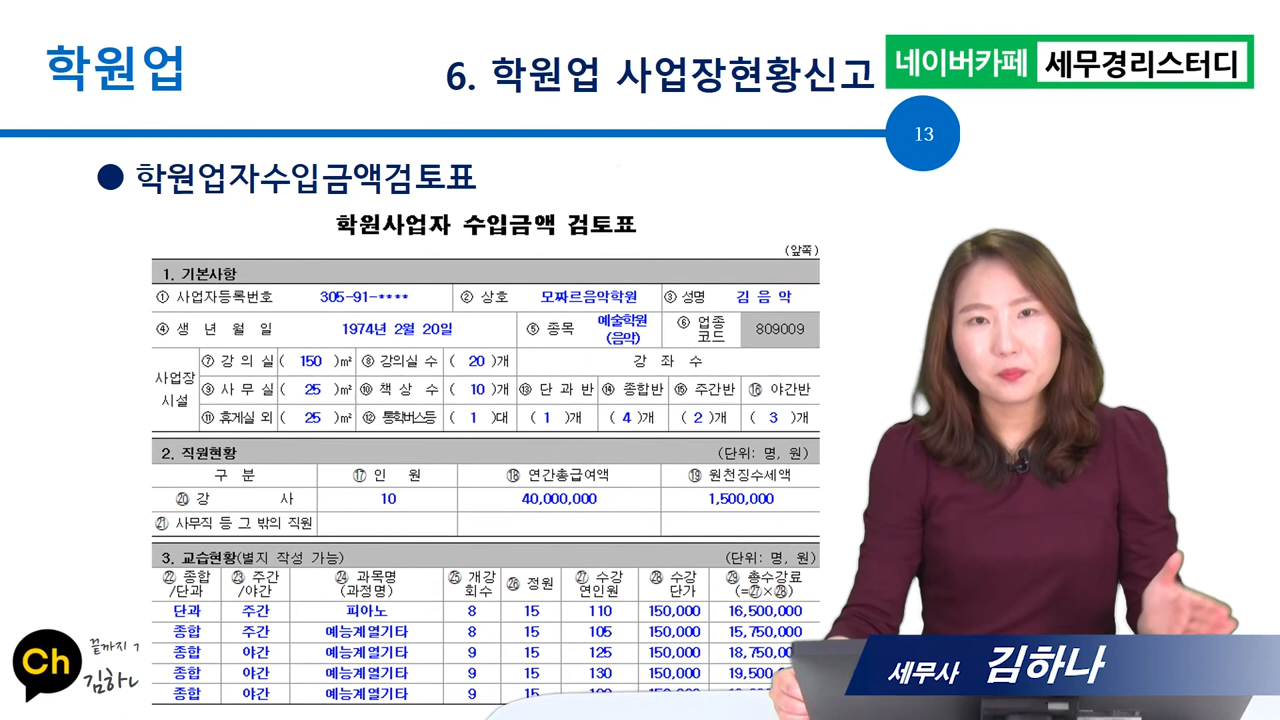 학원업
6. 학원업 사업장현황신고
네이버카페 세무경리스터디
13
● 학원업자수입금액검토표
학원사업자 수입금액 검토표
(앞쪽)
1. 기본사항
① 사업자등록번호 305-91-**** ② 상호 모짜르음악학원 ③ 성명 김 음 악
④ 생 년 월 일 1974년 2월 20일 ⑤ 종목 예술학원 (음악) ⑥ 업종 코드 809009
사업장 시설
⑦ 강 의 실 ( 150 )㎡ ⑧ 강의실 수 ( 20 )개 강 좌 수
⑨ 사 무 실 ( 25 )㎡ ⑩ 책 상 수 ( 10 )개 ⑬ 단 과 반 ⑭ 종합반 ⑮ 주간반 ⑯ 야간반
⑪ 휴게실 외 ( 25 )㎡ ⑫ 통학버스등 ( 1 )대 ( 1 )개 ( 4 )개 ( 2 )개 ( 3 )개
2. 직원현황 (단위: 명, 원)
구 분 ⑰ 인 원 ⑱ 연간총급여액 ⑲ 원천징수세액
⑳ 강 사 10 40,000,000 1,500,000
㉑ 사무직 등 그 밖의 직원
3. 교습현황(별지 작성 가능) (단위: 명, 원)
㉒ 종합 /단과 ㉓ 주간 /야간 ㉔ 과목명 (과정명) ㉕ 개강 회수 ㉖ 정원 ㉗ 수강 연인원 ㉘ 수강 단가 ㉙ 총수강료 (=㉗×㉘)
단과 주간 피아노 8 15 110 150,000 16,500,000
종합 주간 예능계열기타 8 15 105 150,000 15,750,000
종합 야간 예능계열기타 9 15 125 150,000 18,750,
종합 야간 예능계열기타 9 15 130 150,000 19,500,
종합 야간 예능계열기타 9 15
Ch
끝까지
김하나
세무사 김하나